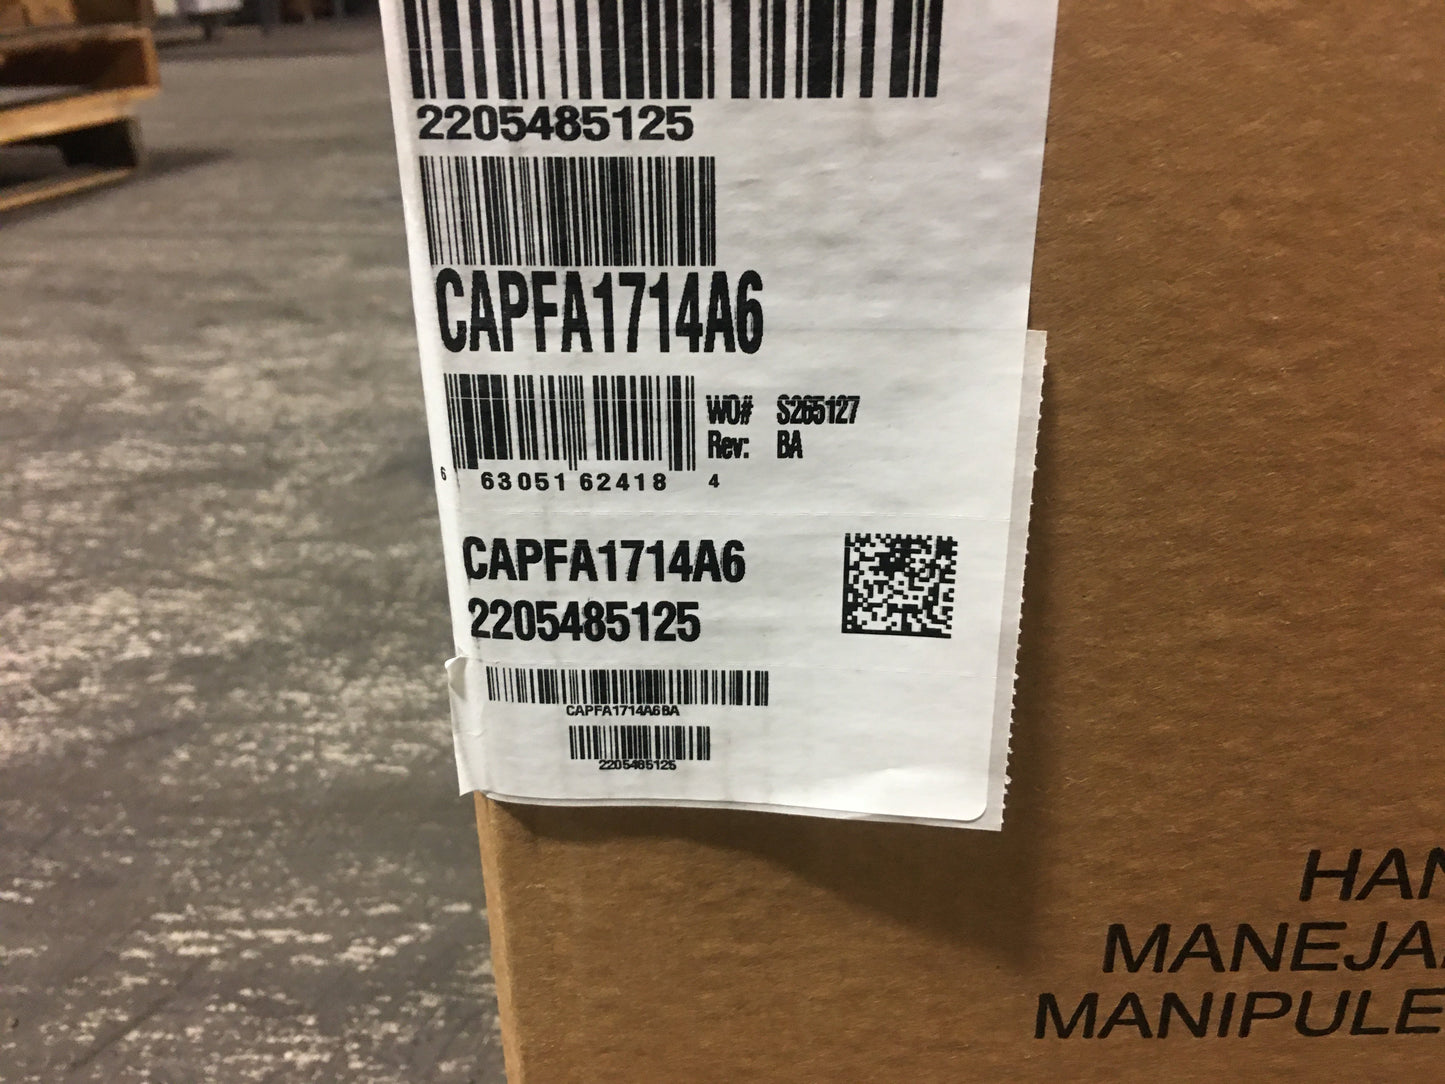 2205485125
CAPFA1714A6
WO# S265127
Rev: BA
6 63051 62418 4
CAPFA1714A6
2205485125
CAPFA1714A6BA
2205485125
HAN
MANEJA
MANIPULE